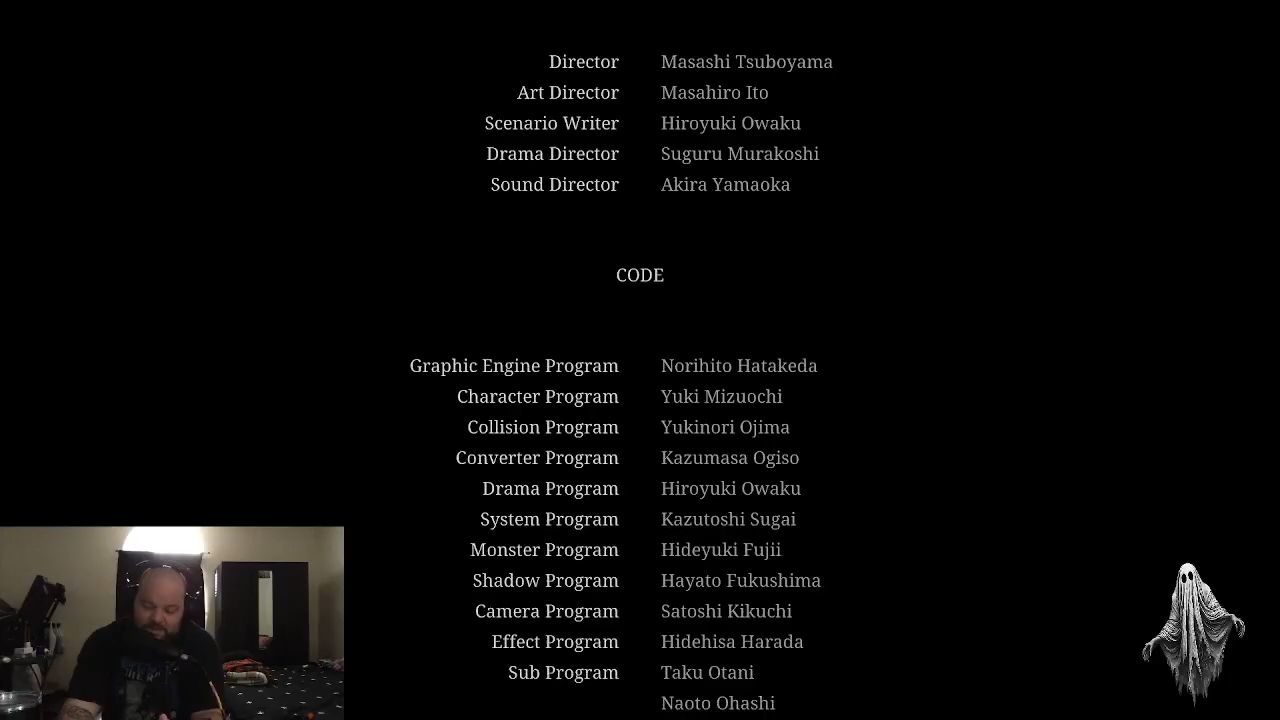 Director Masashi Tsuboyama
Art Director Masahiro Ito
Scenario Writer Hiroyuki Owaku
Drama Director Suguru Murakoshi
Sound Director Akira Yamaoka
CODE
Graphic Engine Program Norihito Hatakeda
Character Program Yuki Mizuochi
Collision Program Yukinori Ojima
Converter Program Kazumasa Ogiso
Drama Program Hiroyuki Owaku
System Program Kazutoshi Sugai
Monster Program Hideyuki Fujii
Shadow Program Hayato Fukushima
Camera Program Satoshi Kikuchi
Effect Program Hidehisa Harada
Sub Program Taku Otani
Naoto Ohashi